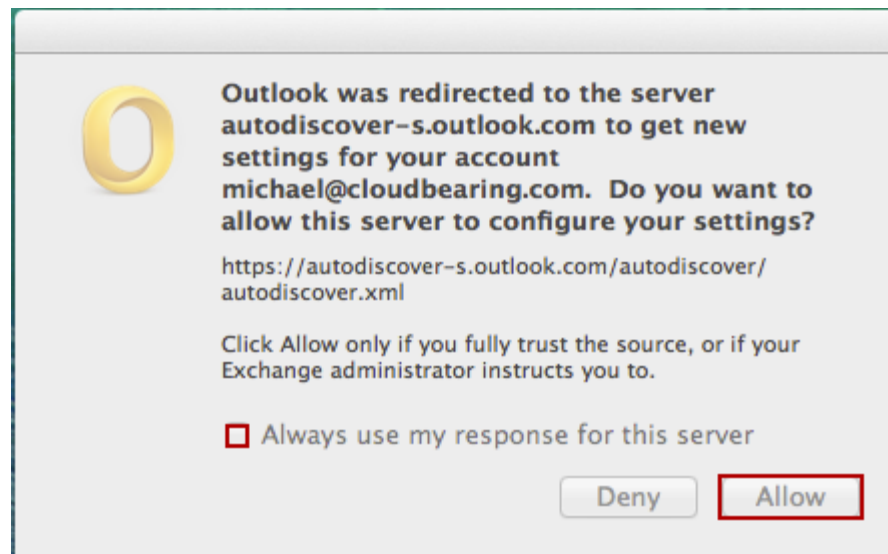 Outlook was redirected to the server
autodiscover-s.outlook.com to get new
settings for your account
michael@cloudbearing.com. Do you want to
allow this server to configure your settings?
https://autodiscover-s.outlook.com/autodiscover/
autodiscover.xml
Click Allow only if you fully trust the source, or if your
Exchange administrator instructs you to.
Always use my response for this server
Deny Allow